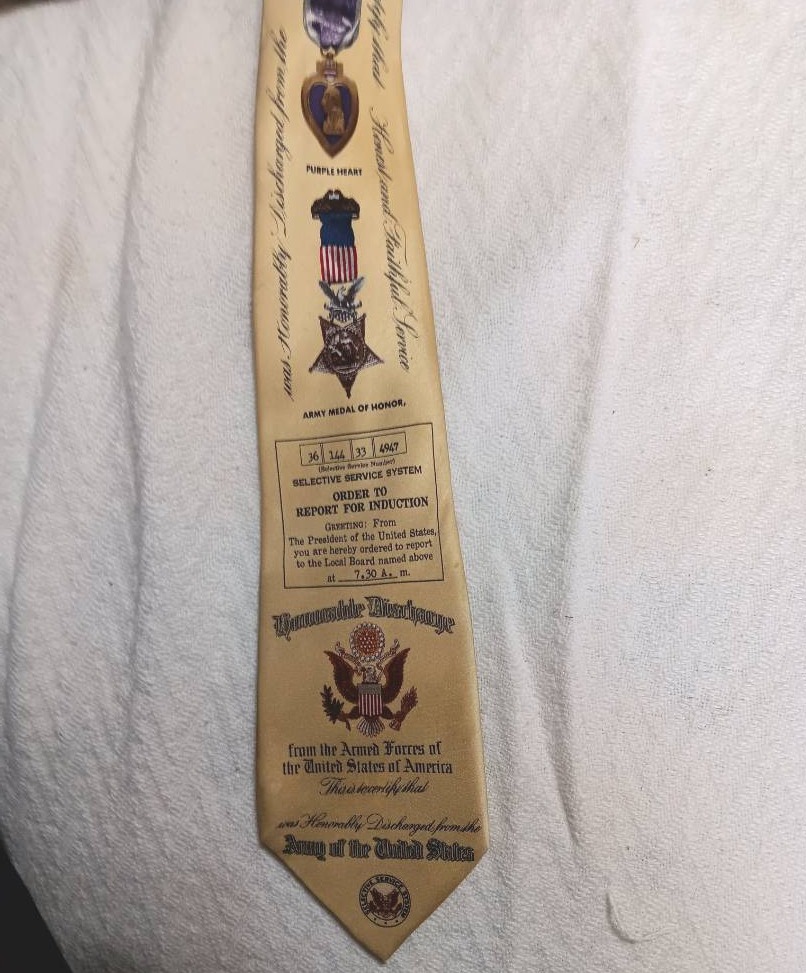 was Honorably Discharged from the
Honest and Faithful Service
PURPLE HEART
ARMY MEDAL OF HONOR.
36 144 33 4947
(Selective Service Number)
SELECTIVE SERVICE SYSTEM
ORDER TO
REPORT FOR INDUCTION
GREETING: From
The President of the United States,
you are hereby ordered to report
to the Local Board named above
at 7.30 A. m.
Honorable Discharge
from the Armed Forces of
the United States of America
This is to certify that
was Honorably Discharged from the
Army of the United States
SELECTIVE SERVICE SYSTEM